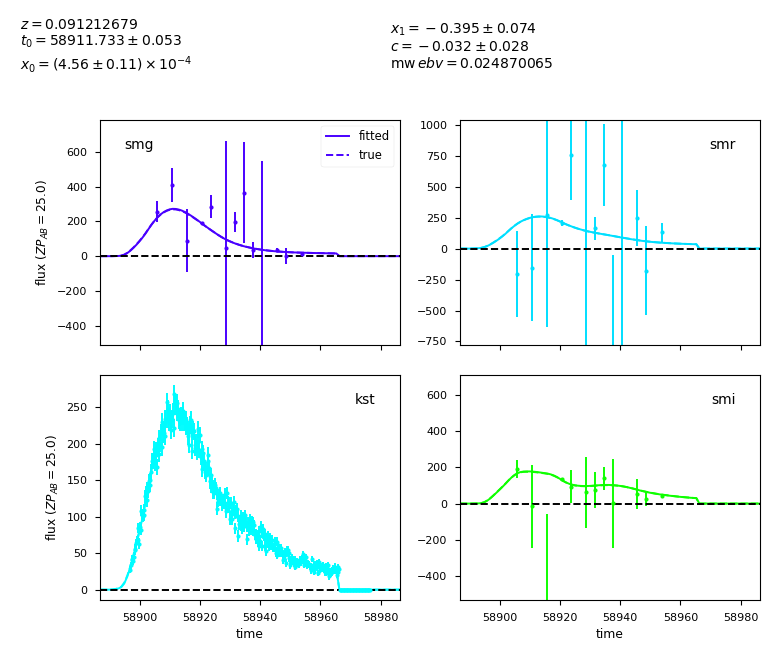 z = 0.091212679
t₀ = 58911.733 ± 0.053
x₀ = (4.56 ± 0.11) × 10⁻⁴
x₁ = −0.395 ± 0.074
c = −0.032 ± 0.028
mw ebv = 0.024870065
smg
fitted
true
600
400
200
0
−200
−400
flux (ZP_AB = 25.0)
smr
1000
750
500
250
0
−250
−500
−750
kst
250
200
150
100
50
0
flux (ZP_AB = 25.0)
58900
58920
58940
58960
58980
time
smi
600
400
200
0
−200
−400
58900
58920
58940
58960
58980
time